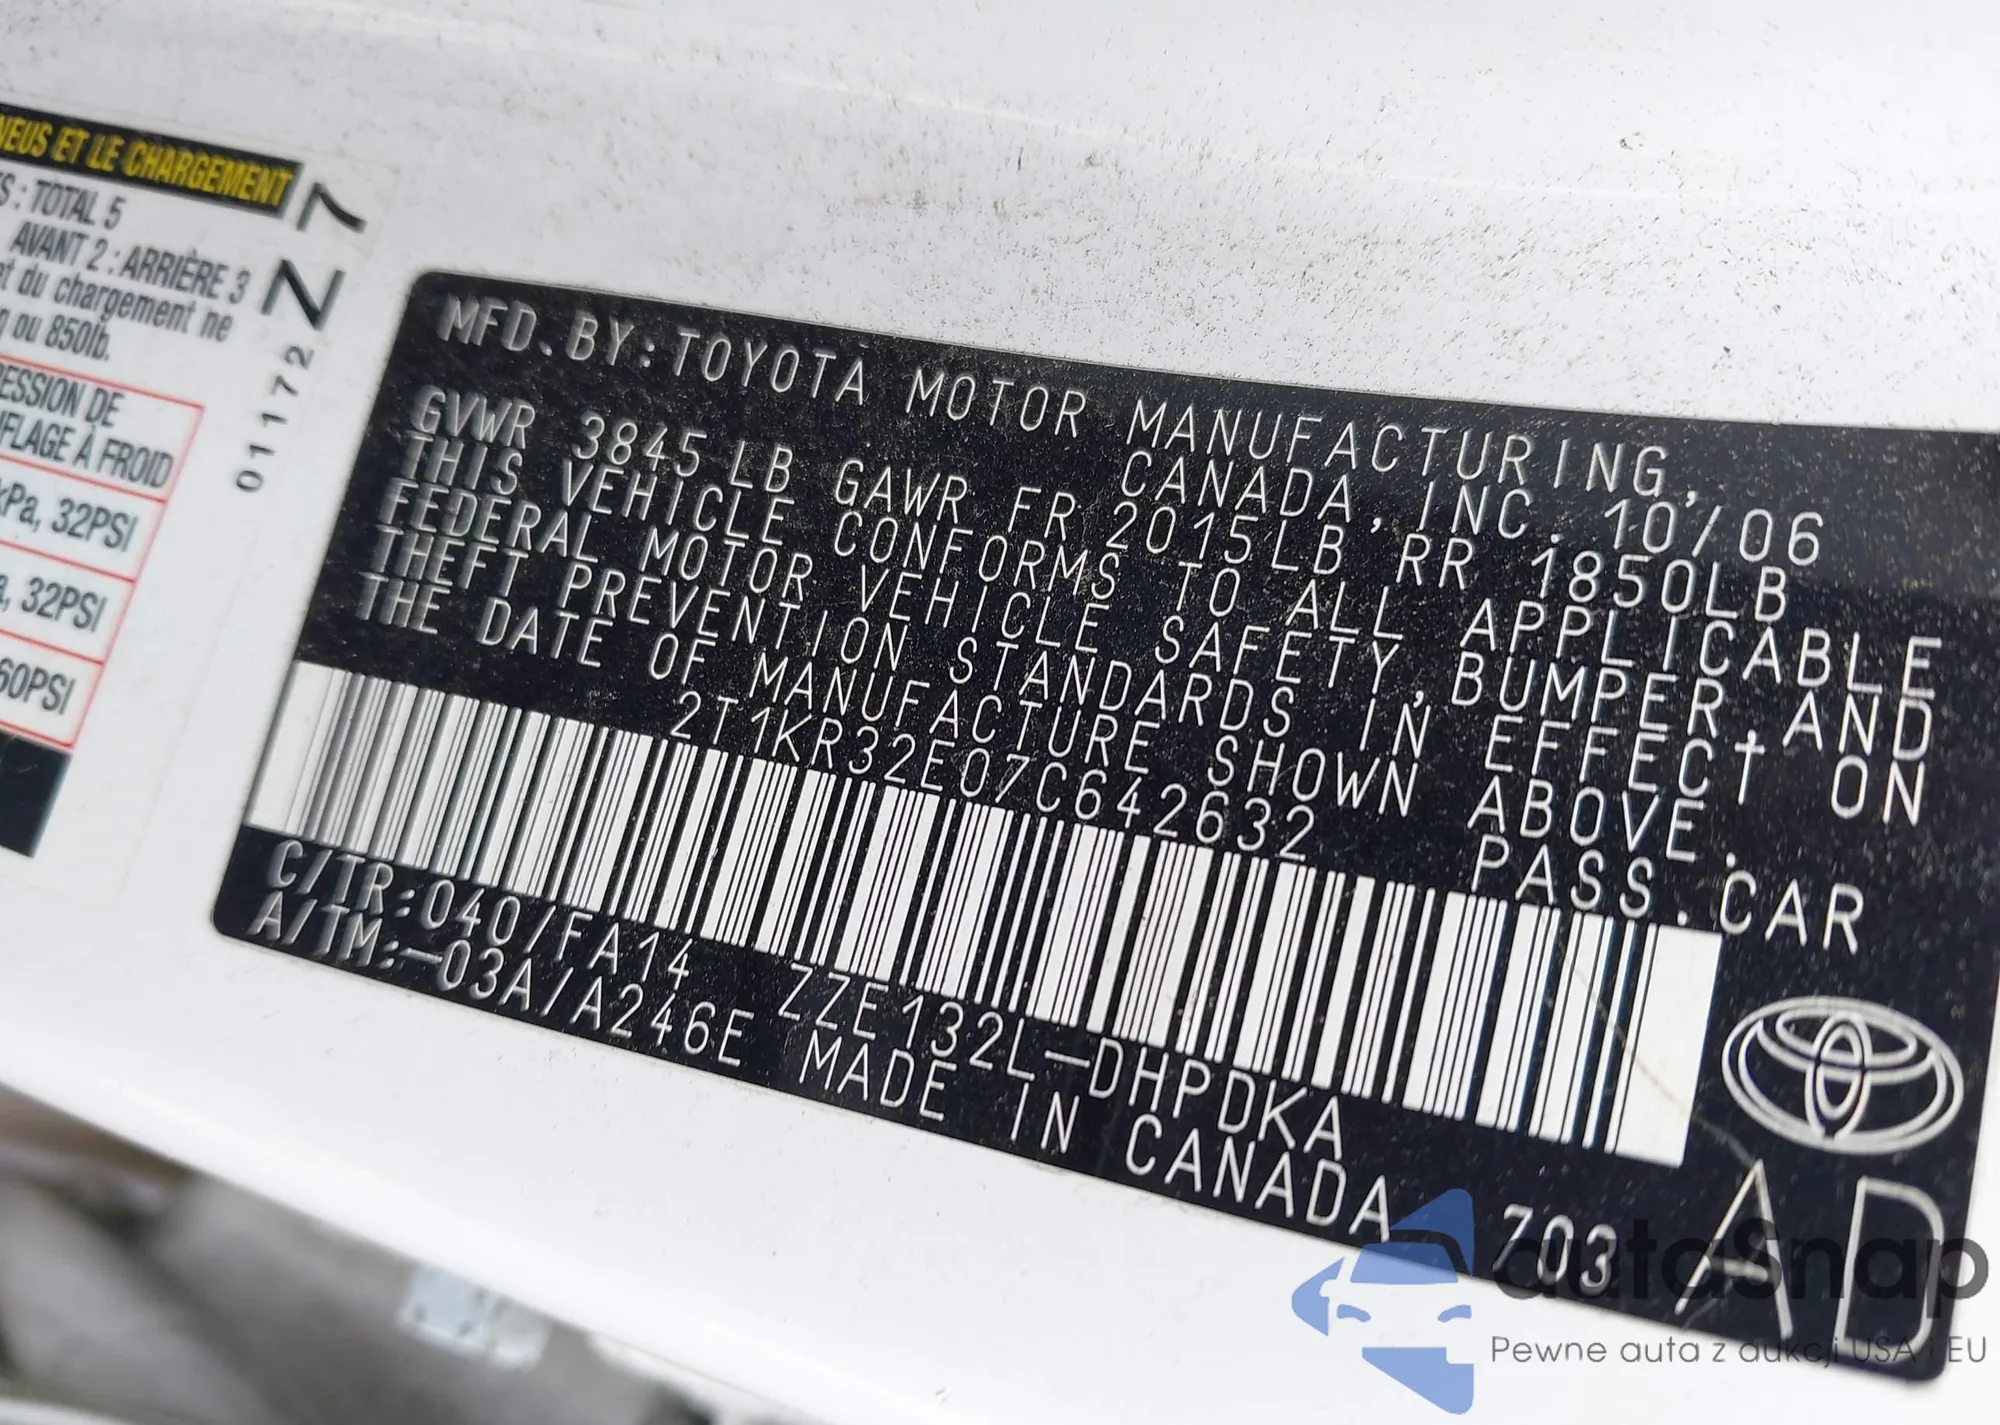 NEUS ET LE CHARGEMENT
S : TOTAL 5
AVANT 2 : ARRIÈRE 3
et du chargement ne
ou 850lb.
ESSION DE
FLAGE À FROID
kPa, 32PSI
a, 32PSI
60PSI
Z 7
01172
MFD.BY:TOYOTA MOTOR MANUFACTURING,
CANADA, INC. 10/06
GVWR 3845LB GAWR FR 2015LB RR 1850LB
THIS VEHICLE CONFORMS TO ALL APPLICABLE
FEDERAL MOTOR VEHICLE SAFETY, BUMPER, AND
THEFT PREVENTION STANDARDS IN EFFECT ON
THE DATE OF MANUFACTURE SHOWN ABOVE.
2T1KR32E07C642632 PASS.CAR
C/TR:040/FA14 ZZE132L-DHPDKA
A/TM:-03A/A246E MADE IN CANADA 703 AD
autosnap
Pewne auta z aukcji USA i EU